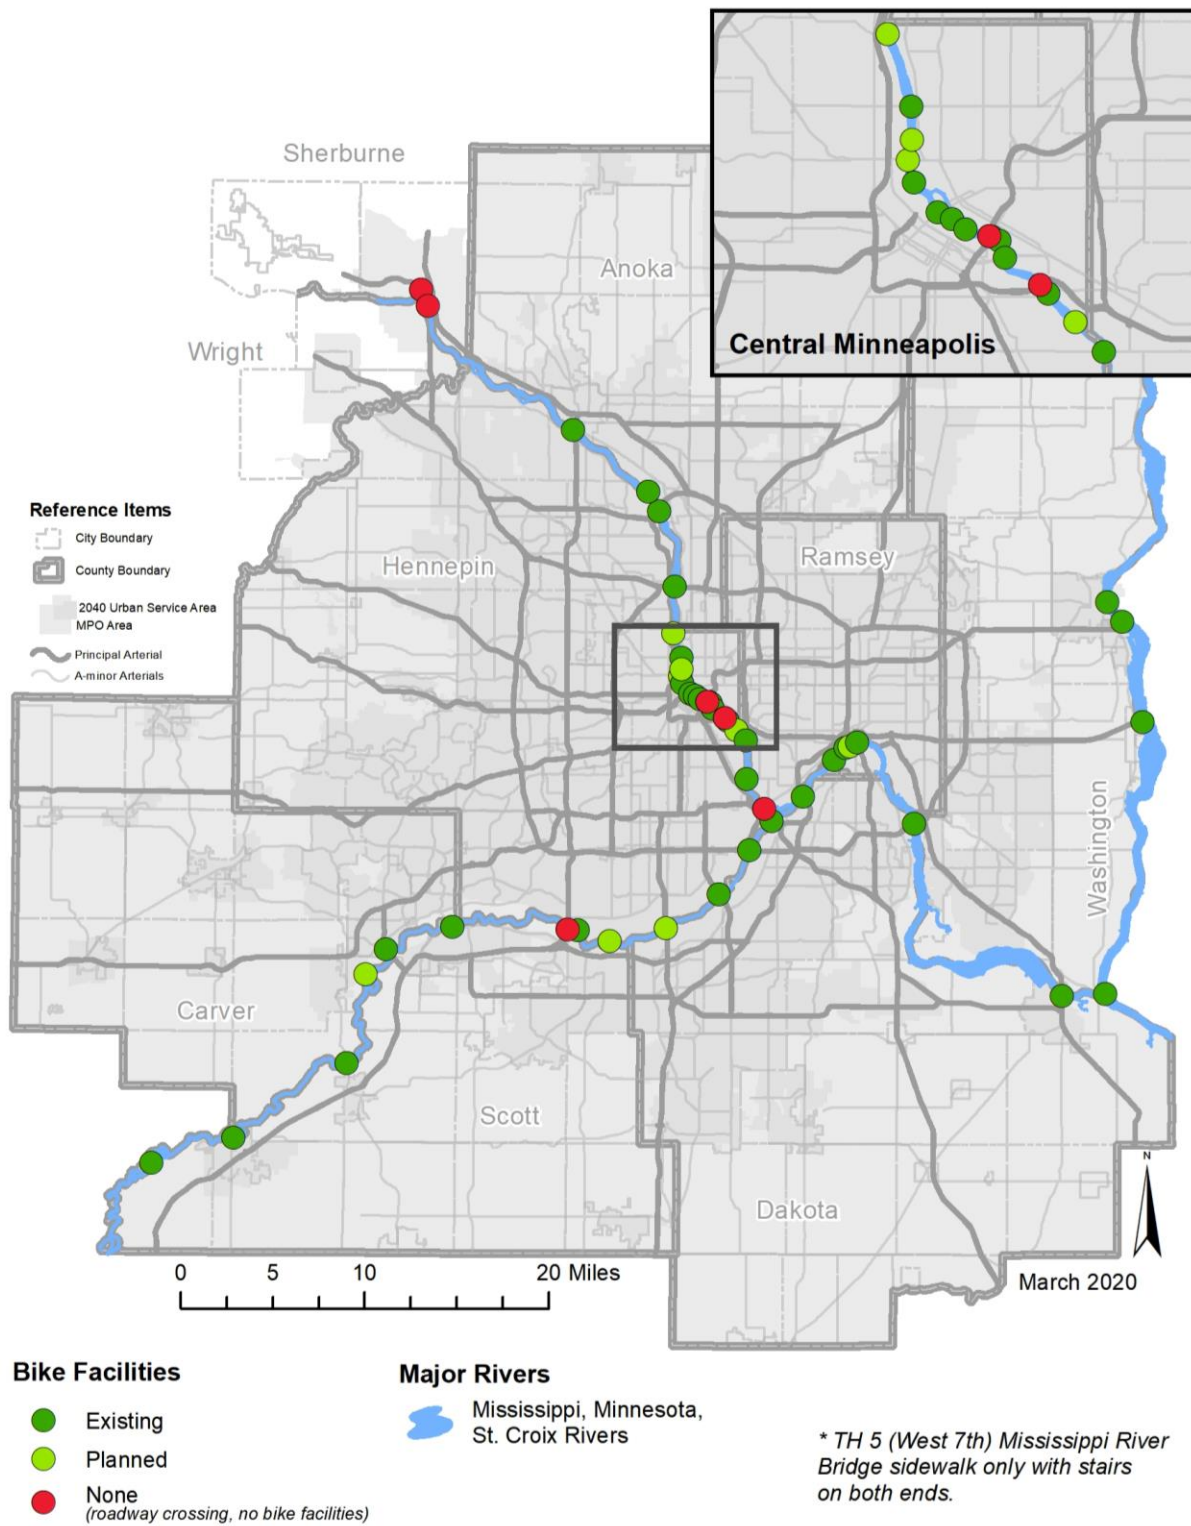 Sherburne
Anoka
Wright
Central Minneapolis
Reference Items
City Boundary
County Boundary
2040 Urban Service Area
MPO Area
Principal Arterial
A-minor Arterials
Hennepin
Ramsey
Washington
Carver
Scott
Dakota
N
0 5 10 20 Miles
March 2020
Bike Facilities
Existing
Planned
None
(roadway crossing, no bike facilities)
Major Rivers
Mississippi, Minnesota,
St. Croix Rivers
* TH 5 (West 7th) Mississippi River
Bridge sidewalk only with stairs
on both ends.